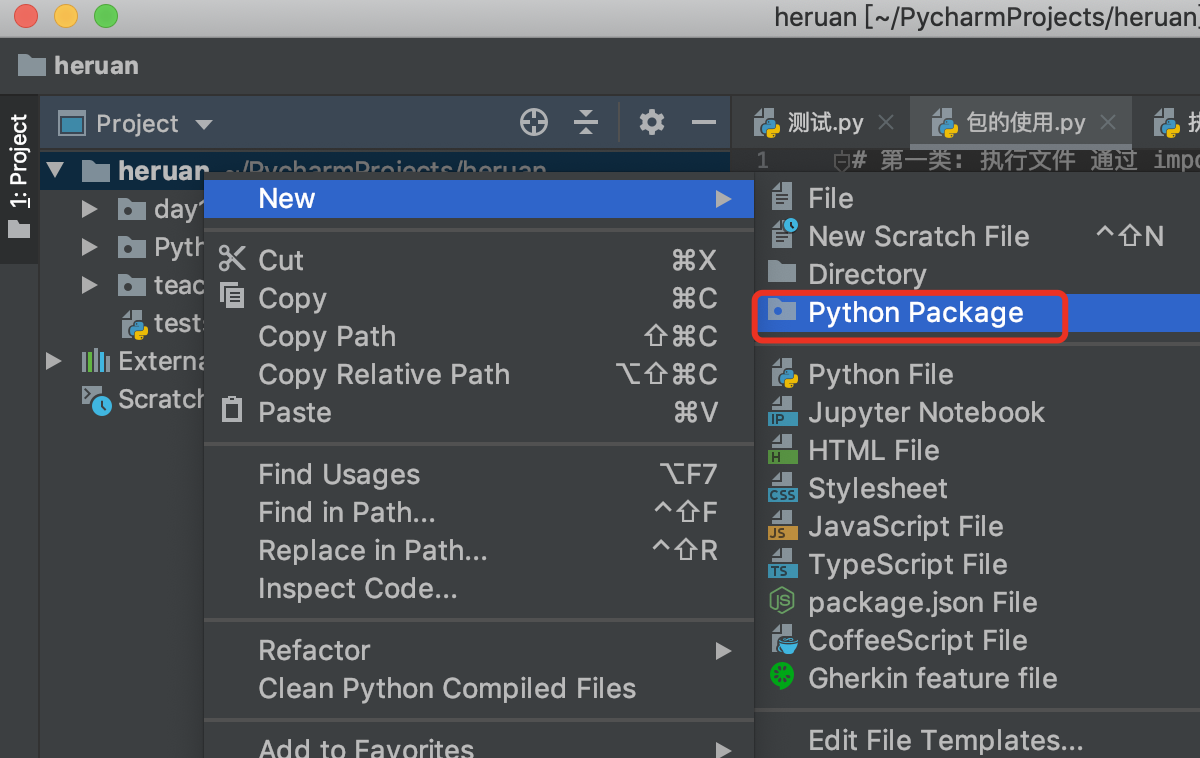 heruan [~/PycharmProjects/heruan]
heruan
1: Project
Project
测试.py
包的使用.py
heruan ~/PycharmProjects/heruan
1 # 第一类: 执行文件 通过 impo
day1
Pyth
teac
tests
Externa
Scratch
New
Cut ⌘X
Copy ⌘C
Copy Path ⇧⌘C
Copy Relative Path ⌥⇧⌘C
Paste ⌘V
Find Usages ⌥F7
Find in Path... ^⇧F
Replace in Path... ^⇧R
Inspect Code...
Refactor
Clean Python Compiled Files
Add to Favorites
File
New Scratch File ^⇧N
Directory
Python Package
Python File
Jupyter Notebook
HTML File
Stylesheet
JavaScript File
TypeScript File
package.json File
CoffeeScript File
Gherkin feature file
Edit File Templates...